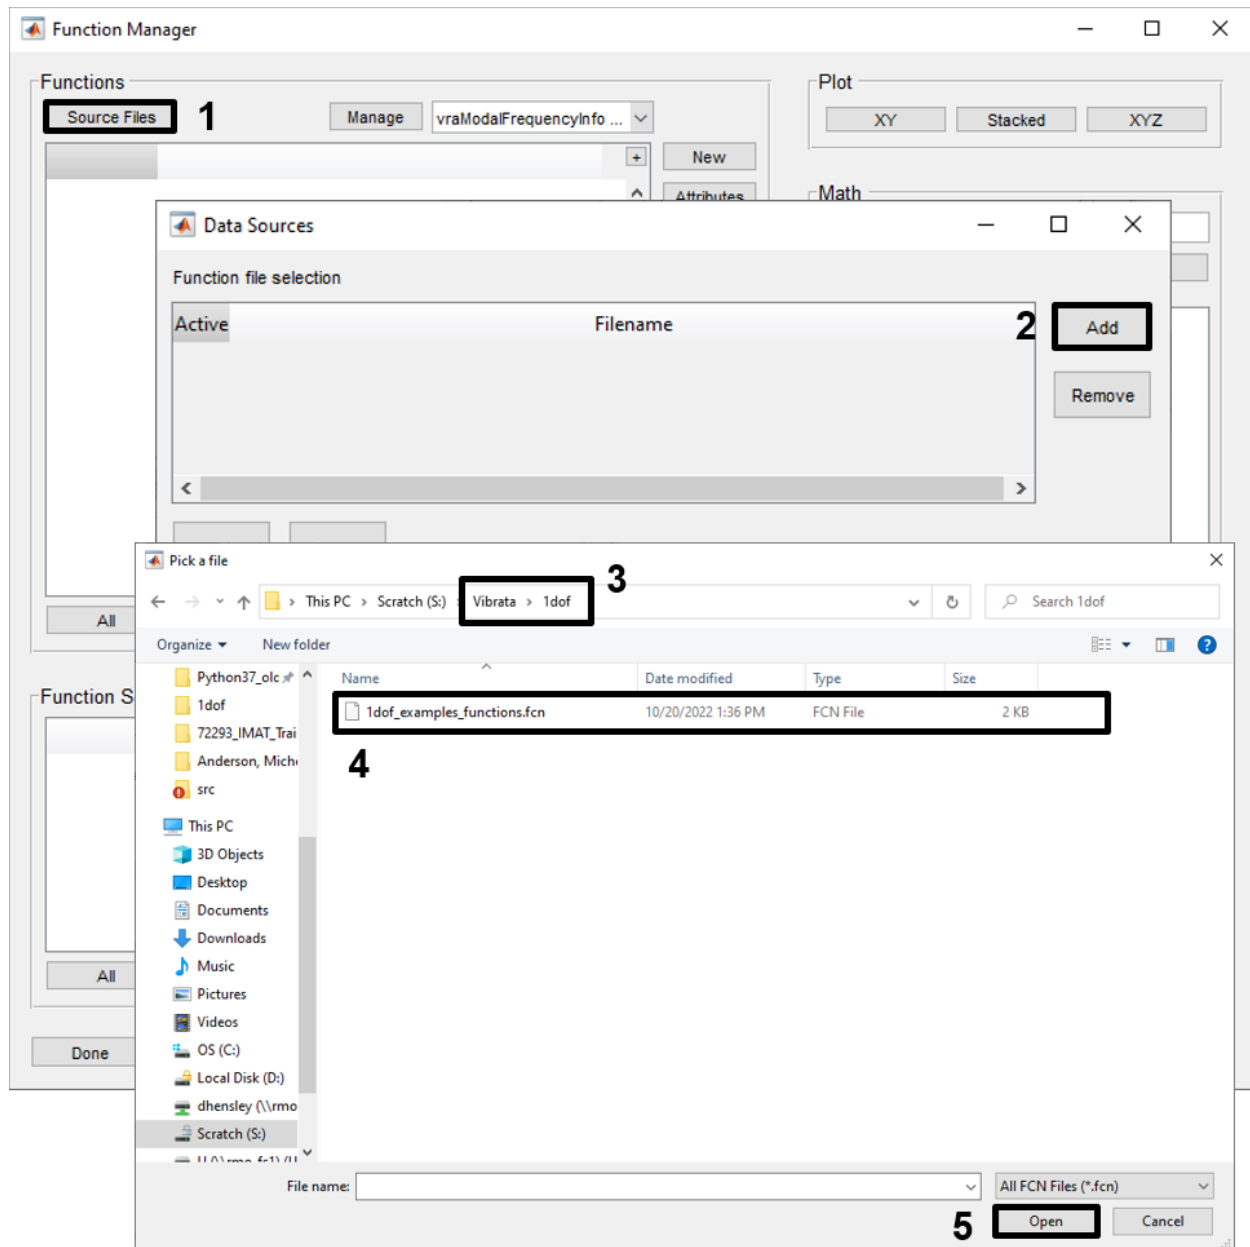 Function Manager
Functions
Plot
Source Files
1
Manage
vraModalFrequencyInfo ...
XY
Stacked
XYZ
+
New
Attributes
Math
Data Sources
Function file selection
Active
Filename
2
Add
Remove
Pick a file
3
This PC > Scratch (S:) > Vibrata > 1dof
Search 1dof
All
Organize
New folder
?
Python37_olc
Name
Date modified
Type
Size
Function S
1dof
1dof_examples_functions.fcn
10/20/2022 1:36 PM
FCN File
2 KB
72293_IMAT_Trai
Anderson, Mich
4
src
This PC
3D Objects
Desktop
Documents
Downloads
Music
All
Pictures
Videos
OS (C:)
Done
Local Disk (D:)
dhensley (\\rmo
Scratch (S:)
File name:
All FCN Files (*.fcn)
5
Open
Cancel